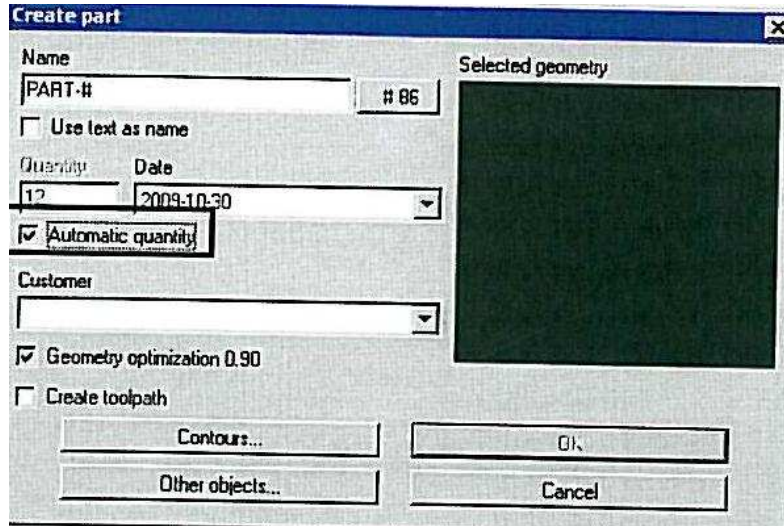 Create part
Name
Selected geometry
PART-#
# 86
Use text as name
Quantity
Date
12
2009-10-30
Automatic quantity
Customer
Geometry optimization 0.90
Create toolpath
Contours...
OK
Other objects...
Cancel